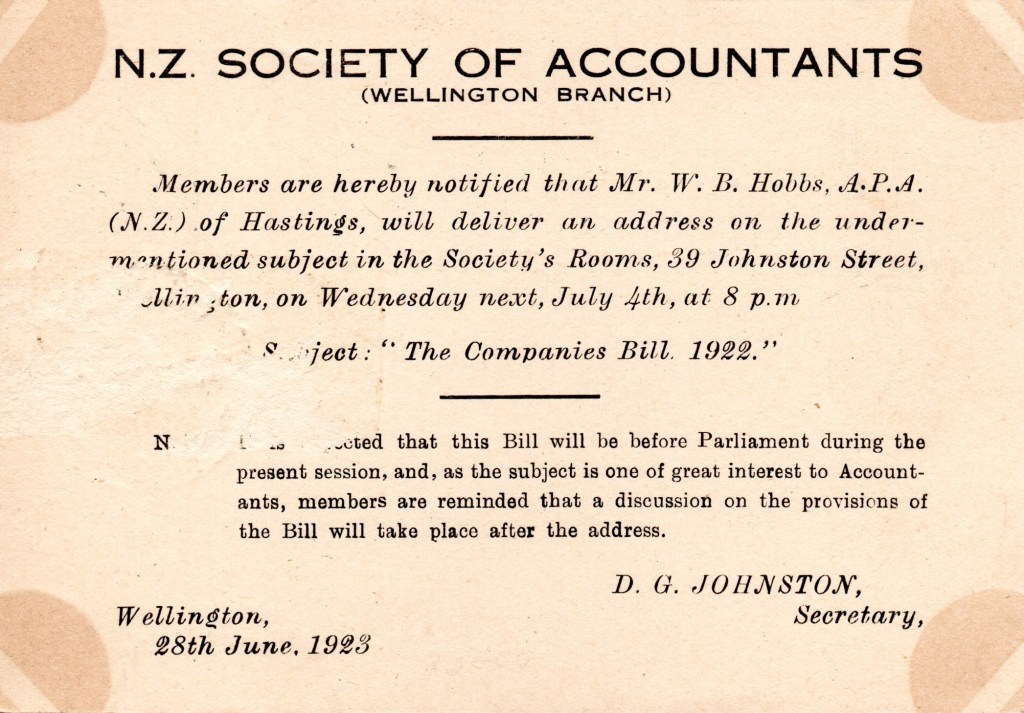 N.Z. SOCIETY OF ACCOUNTANTS
(WELLINGTON BRANCH)
Members are hereby notified that Mr. W. B. Hobbs, A.P.A.
(N.Z.) of Hastings, will deliver an address on the under-
mentioned subject in the Society's Rooms, 39 Johnston Street,
on Wednesday next, July 4th, at 8 p.m
"The Companies Bill. 1922."
that this Bill will be before Parliament during the
present session, and, as the subject is one of great interest to Account-
ants, members are reminded that a discussion on the provisions of
the Bill will take place after the address.
D. G. JOHNSTON,
Secretary,
Wellington,
28th June. 1923